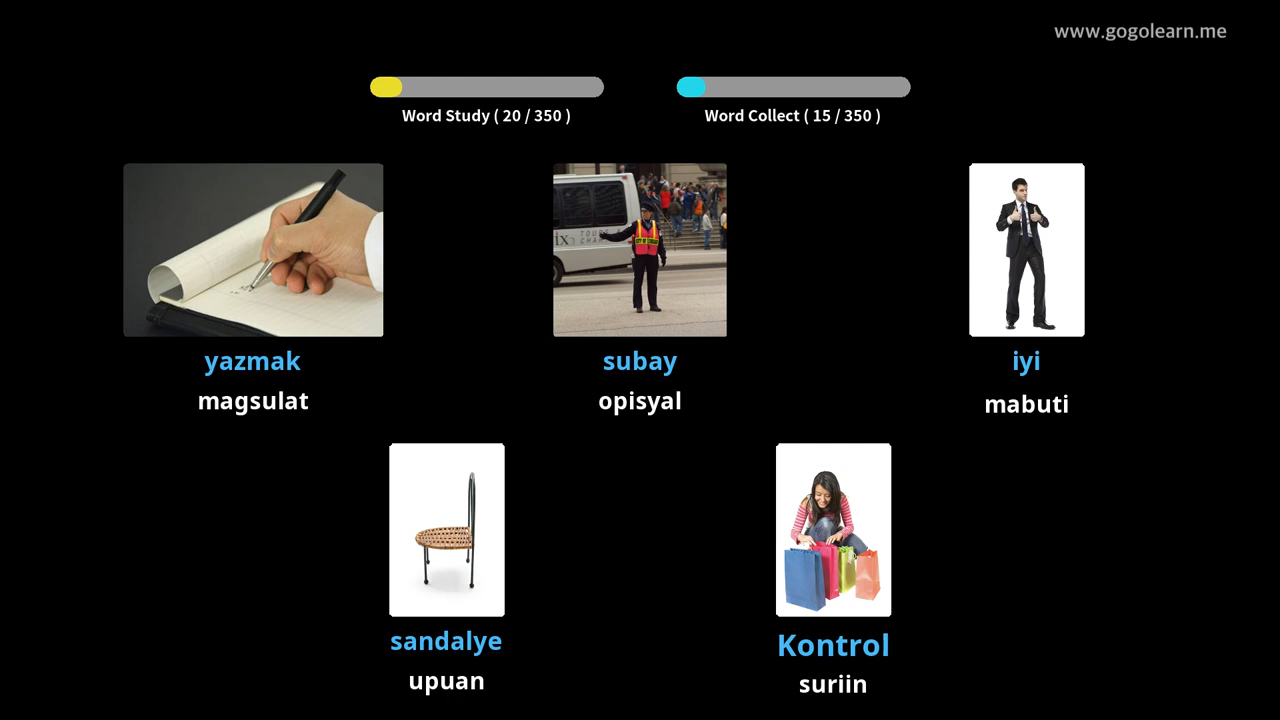 www.gogolearn.me
Word Study ( 20 / 350 )
Word Collect ( 15 / 350 )
yazmak
magsulat
subay
opisyal
iyi
mabuti
sandalye
upuan
Kontrol
suriin